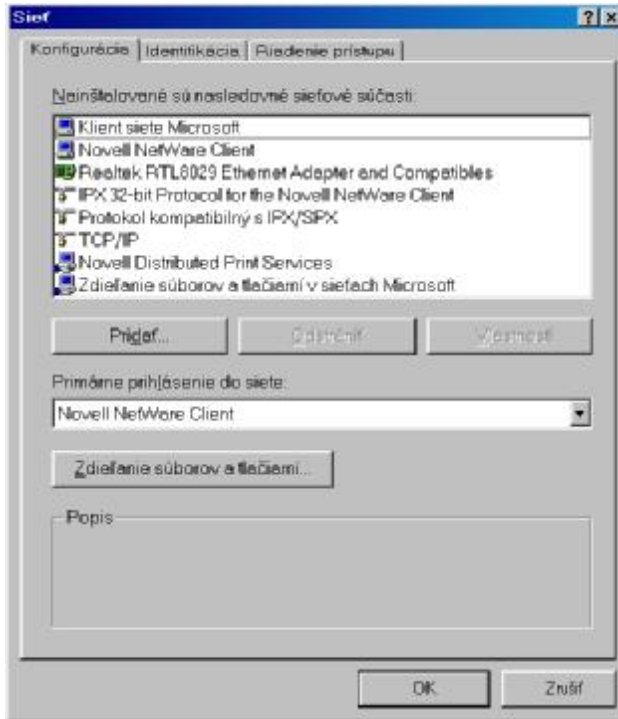 Sieť
Konfigurácia Identifikácia Riadenie prístupu
Nainštalované sú nasledovné sieťové súčasti:
Klient siete Microsoft
Novell NetWare Client
Realtek RTL8029 Ethernet Adapter and Compatibles
IPX 32-bit Protocol for the Novell NetWare Client
Protokol kompatibilný s IPX/SPX
TCP/IP
Novell Distributed Print Services
Zdieľanie súborov a tlačiarní v sieťach Microsoft
Pridať... Odstrániť Vlastnosti
Primárne prihlásenie do siete:
Novell NetWare Client
Zdieľanie súborov a tlačiarní...
Popis
OK Zrušiť